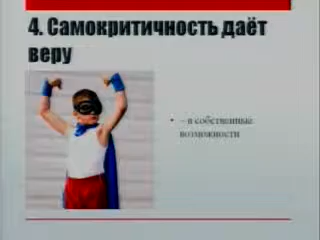 4. Самокритичность даёт
веру
• – в собственные
возможности